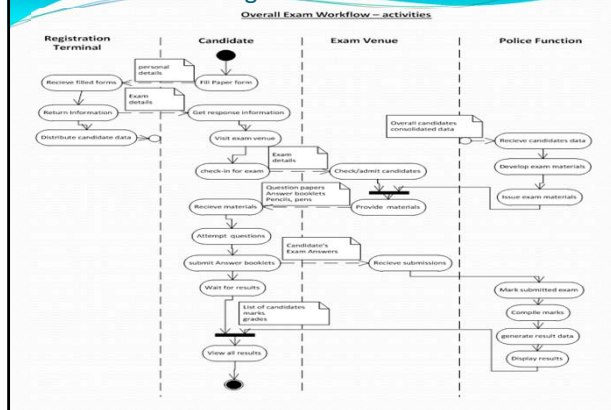 Overall Exam Workflow – activities
Registration
Terminal
Candidate
Exam Venue
Police Function
personal
details
Recieve filled forms
Fill Paper form
Exam
details
Return Information
Get response information
Distribute candidate data
Visit exam venue
Overall candidates
consolidated data
Recieve candidates data
Exam
details
check-in for exam
Check/admit candidates
Develop exam materials
Question papers
Answer booklets
Pencils, pens
Issue exam materials
Recieve materials
Provide materials
Attempt questions
Candidate's
Exam Answers
submit Answer booklets
Recieve submissions
Wait for results
Mark submitted exam
List of candidates
marks
grades
Compile marks
generate result data
View all results
Display results